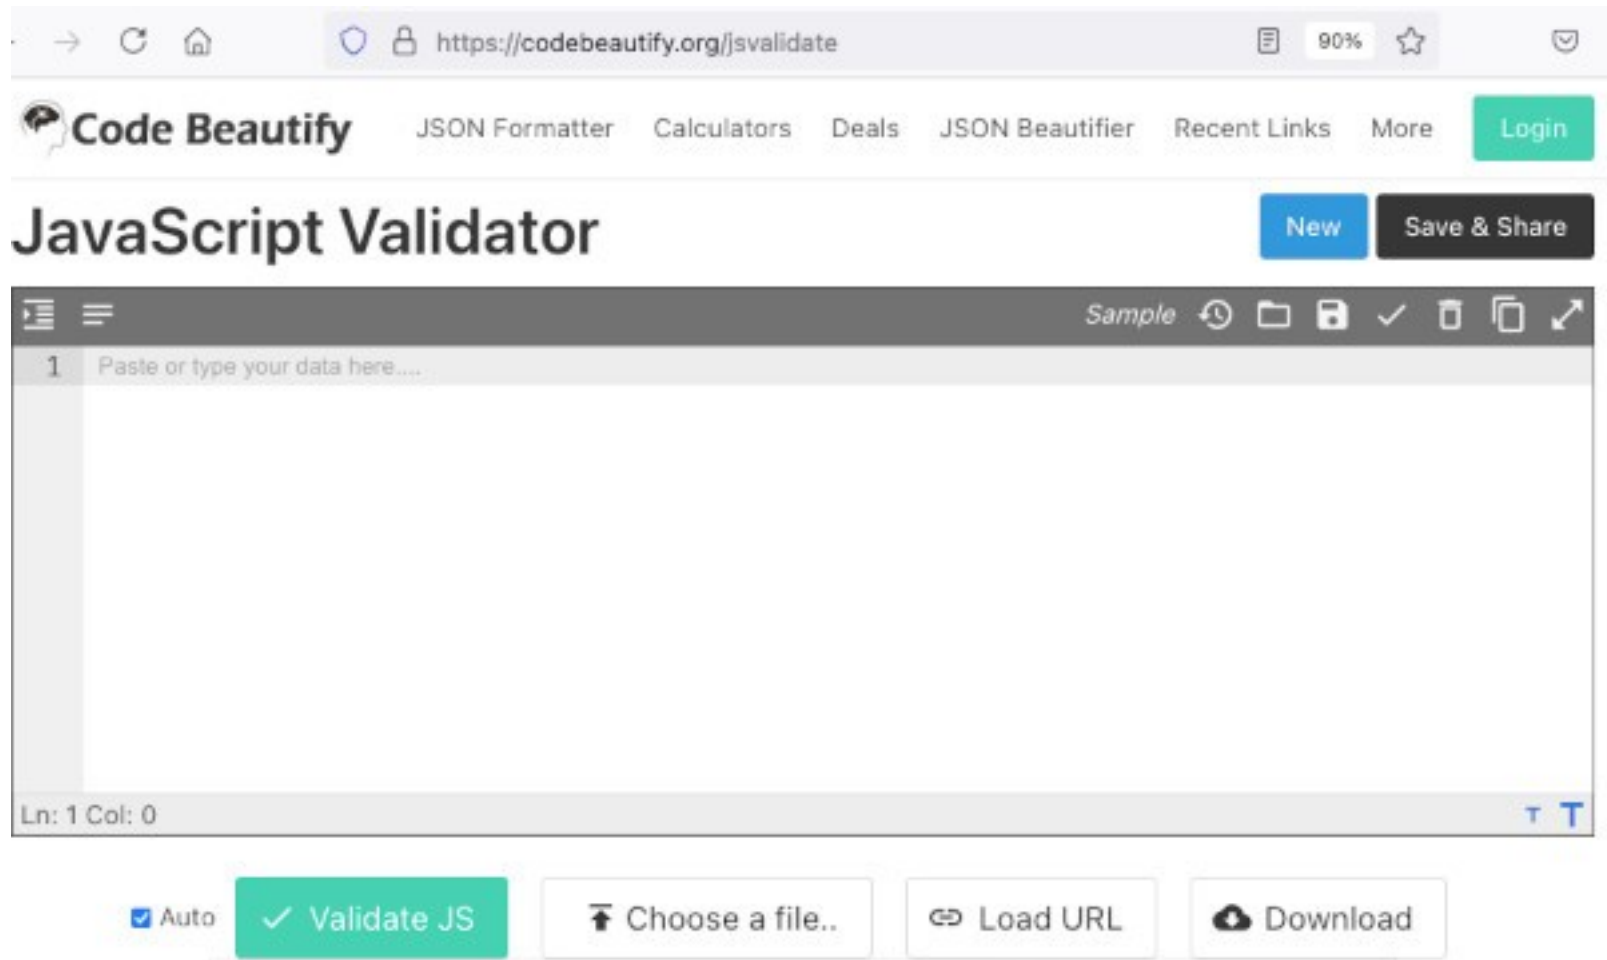 https://codebeautify.org/jsvalidate 90%
Code Beautify JSON Formatter Calculators Deals JSON Beautifier Recent Links More Login
JavaScript Validator New Save & Share
Sample
1 Paste or type your data here....
Ln: 1 Col: 0 T T
Auto Validate JS Choose a file.. Load URL Download